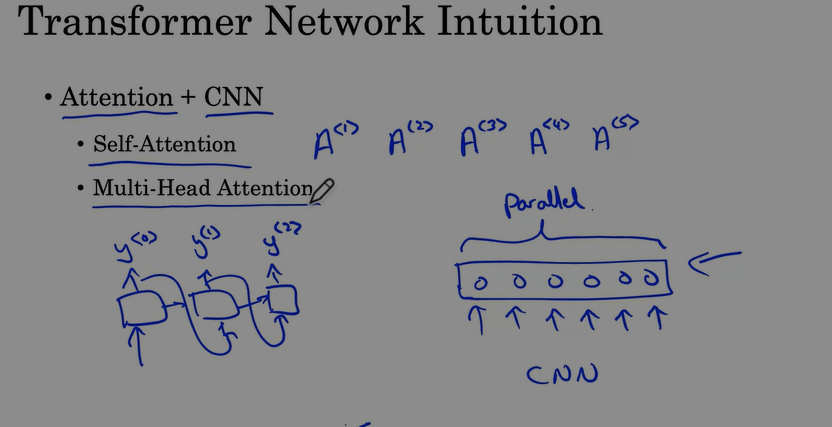 Transformer Network Intuition
• Attention + CNN
• Self-Attention
• Multi-Head Attention
A<1> A<2> A<3> A<4> A<5>
Parallel
y<0> y<1> y<2>
CNN